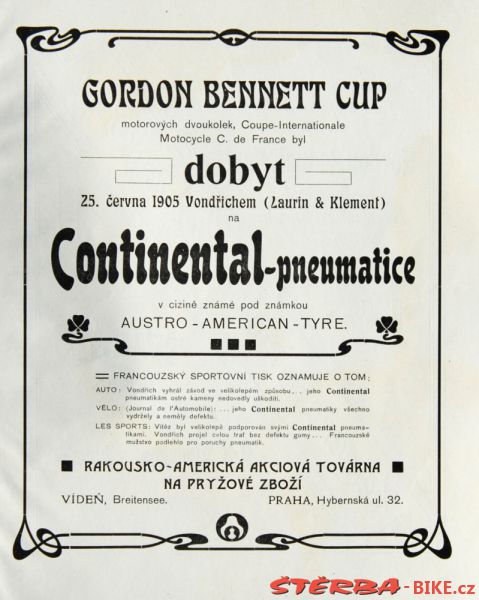 GORDON BENNETT CUP
motorových dvoukolek, Coupe-Internationale
Motocycle C. de France byl
dobyt
25. června 1905 Vondřichem (Laurin & Klement)
na
Continental-pneumatice
v cizině známé pod známkou
AUSTRO-AMERICAN-TYRE.
FRANCOUZSKÝ SPORTOVNÍ TISK OZNAMUJE O TOM:
AUTO: Vondřich vyhrál závod ve velikolepém způsobu... jeho Continental
pneumatikám ostré kameny nedovedly uškoditi.
VÉLO: (Journal de l'Automobile): ... jeho Continental pneumatiky všechno
vydržely a neměly defektu.
LES SPORTS: Vítěz byl velikolepě podporován svými Continental pneuma-
likami. Vondřich projel celou trať bez defektu gumy... Francouzské
mužstvo podlehlo pro poruchy pneumatik.
RAKOUSKO-AMERICKÁ AKCIOVÁ TOVÁRNA
NA PRYŽOVÉ ZBOŽÍ
VÍDEŇ, Breitensee. PRAHA, Hybernská ul. 32.
ŠTĚRBA-BIKE.cz